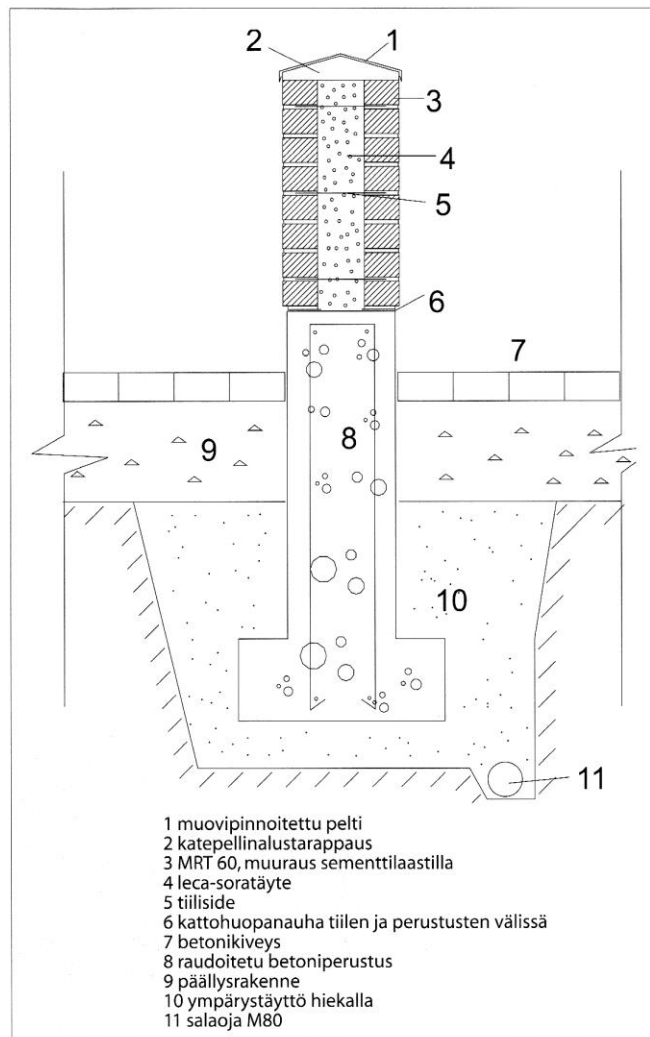 2
1
3
4
5
6
7
9
8
10
11
1 muovipinnoitettu pelti
2 katepellinalustarappaus
3 MRT 60, muuraus sementtilaastilla
4 leca-soratäyte
5 tiiliside
6 kattohuopanauha tiilen ja perustusten välissä
7 betonikiveys
8 raudoitetu betoniperustus
9 päällysrakenne
10 ympärystäyttö hiekalla
11 salaoja M80